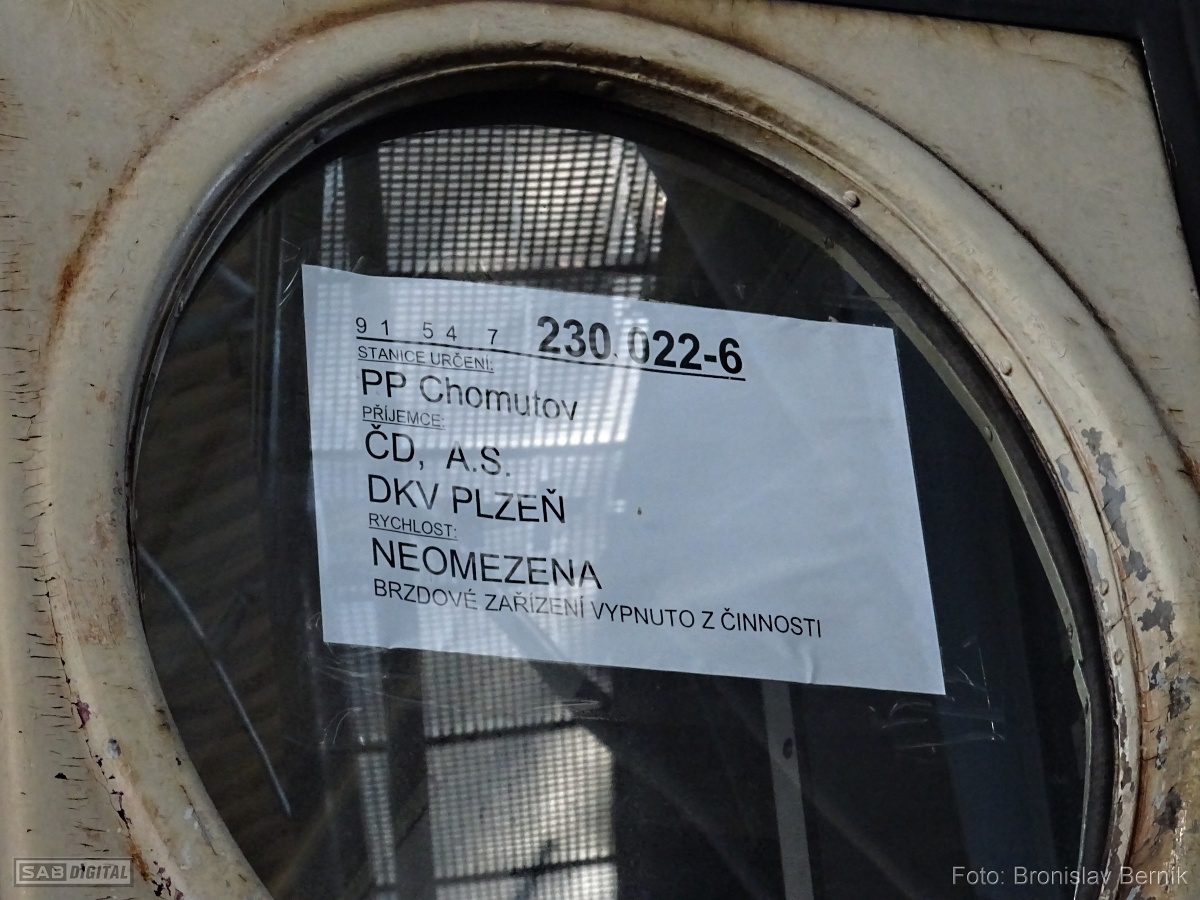 91 54 7 230.022-6
STANICE URČENÍ:
PP Chomutov
PŘÍJEMCE:
ČD, A.S.
DKV PLZEŇ
RYCHLOST:
NEOMEZENA
BRZDOVÉ ZAŘÍZENÍ VYPNUTO Z ČINNOSTI
SAB DIGITAL
Foto: Bronislav Berník